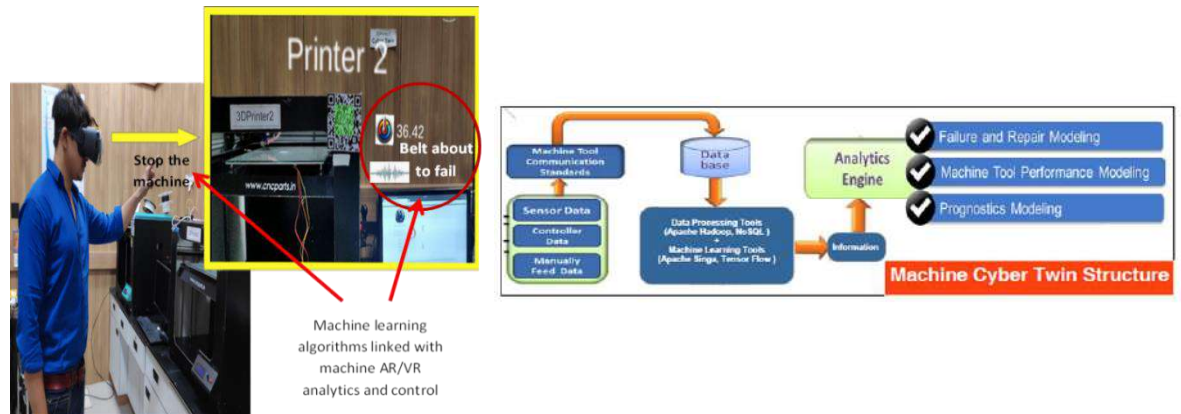 Printer 2
3DPrinter2
36.42
Belt about
to fail
www.cncparts.in
Stop the
machine
Machine learning
algorithms linked with
machine AR/VR
analytics and control
Machine Tool
Communication
Standards
Sensor Data
Controller
Data
Manually
Feed Data
Data
base
Data Processing Tools
(Apache Hadoop, NoSQL )
+
Machine Learning Tools
(Apache Singa, Tensor Flow )
Information
Analytics
Engine
Failure and Repair Modeling
Machine Tool Performance Modeling
Prognostics Modeling
Machine Cyber Twin Structure